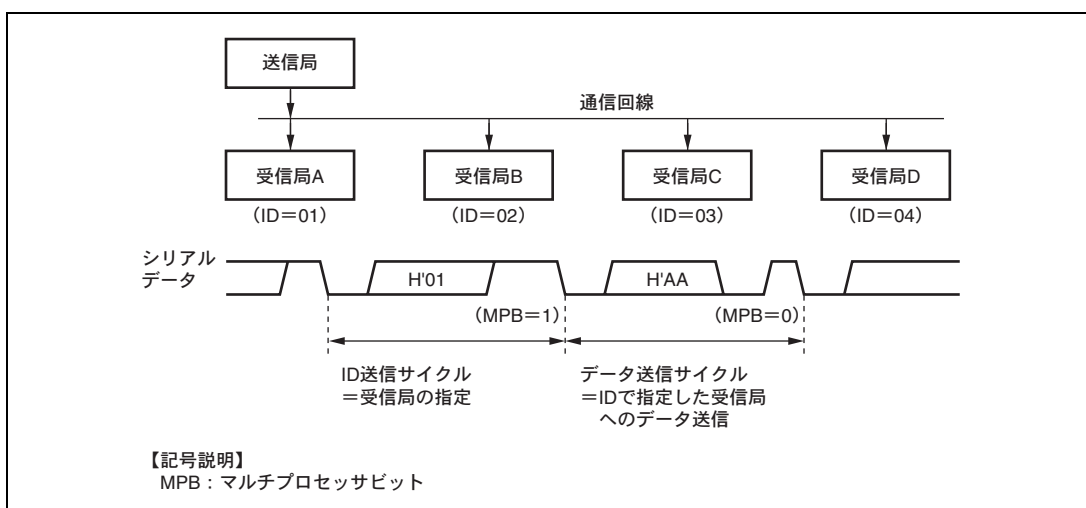 送信局
通信回線
受信局A 受信局B 受信局C 受信局D
（ID＝01） （ID＝02） （ID＝03） （ID＝04）
シリアル
データ
H'01 H'AA
（MPB＝1） （MPB＝0）
ID送信サイクル
＝受信局の指定
データ送信サイクル
＝IDで指定した受信局
へのデータ送信
【記号説明】
MPB：マルチプロセッサビット